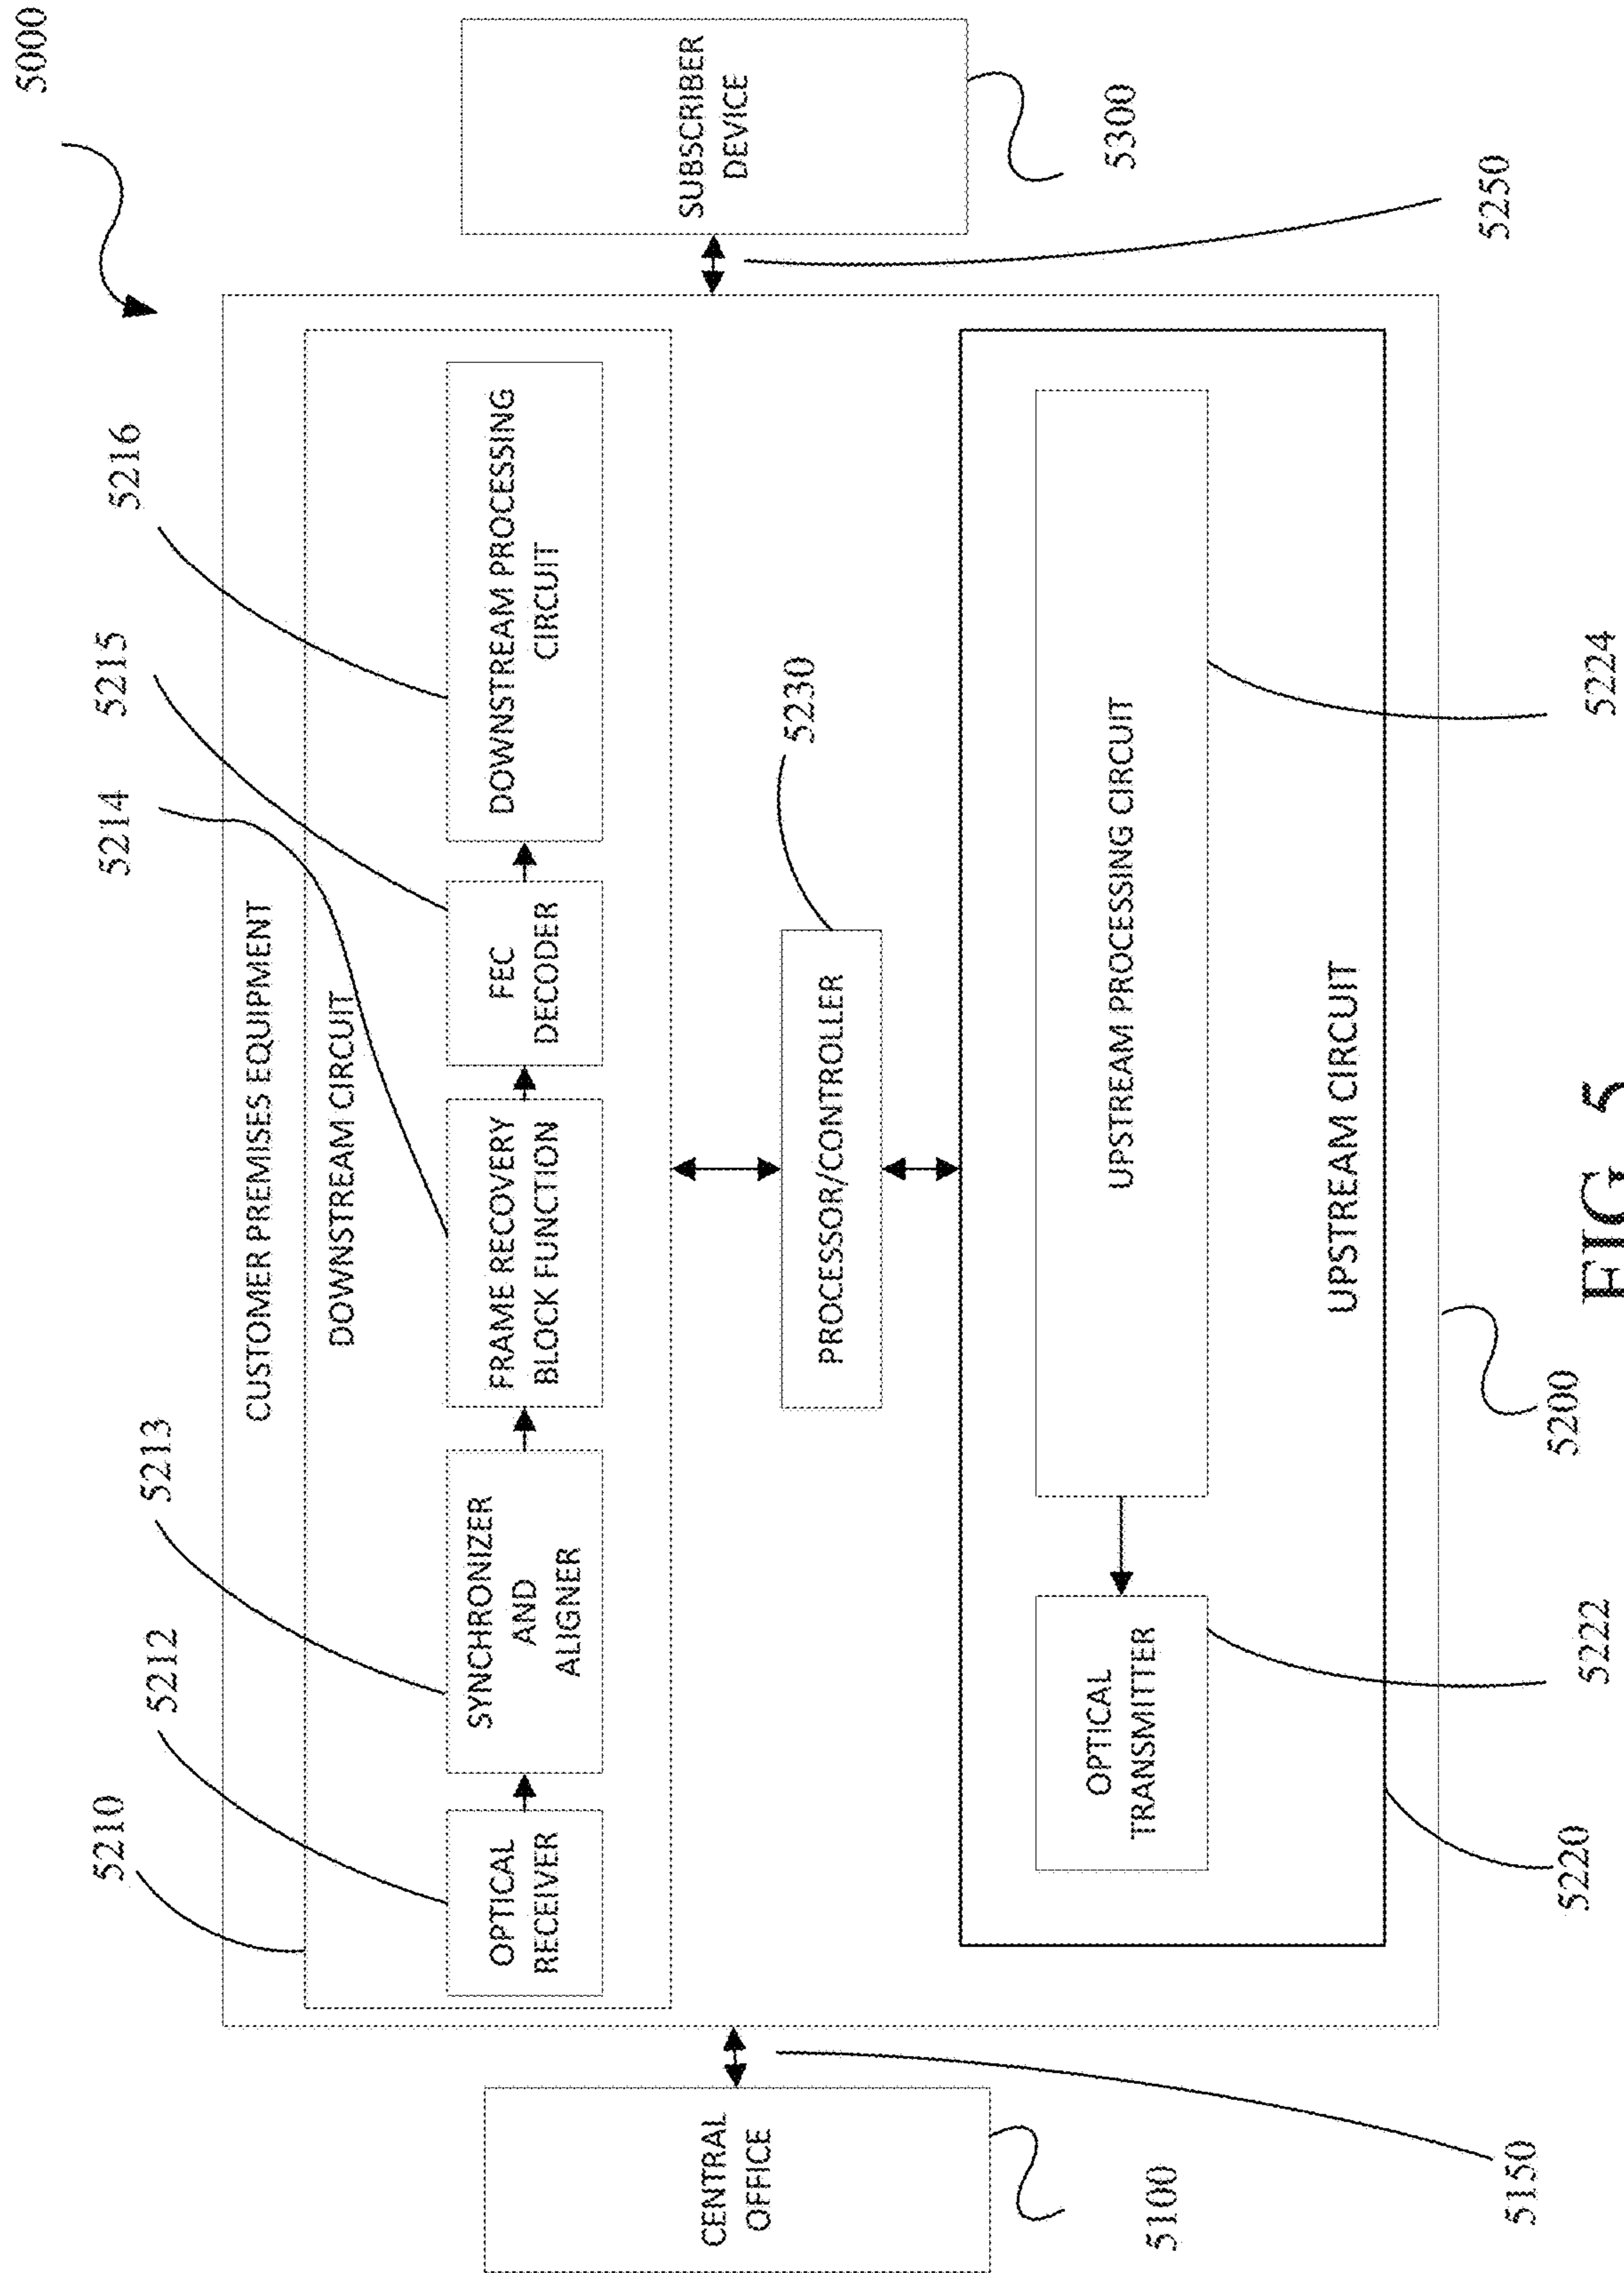 5000
5210
5212
5213
5214
5215
5216
CUSTOMER PREMISES EQUIPMENT
DOWNSTREAM CIRCUIT
OPTICAL
RECEIVER
SYNCHRONIZER
AND
ALIGNER
FRAME RECOVERY
BLOCK FUNCTION
FEC
DECODER
DOWNSTREAM PROCESSING
CIRCUIT
CENTRAL
OFFICE
SUBSCRIBER
DEVICE
5230
PROCESSOR/CONTROLLER
OPTICAL
TRANSMITTER
UPSTREAM PROCESSING CIRCUIT
UPSTREAM CIRCUIT
5100
5300
5150
5220
5222
5200
5224
5250
FIG. 5